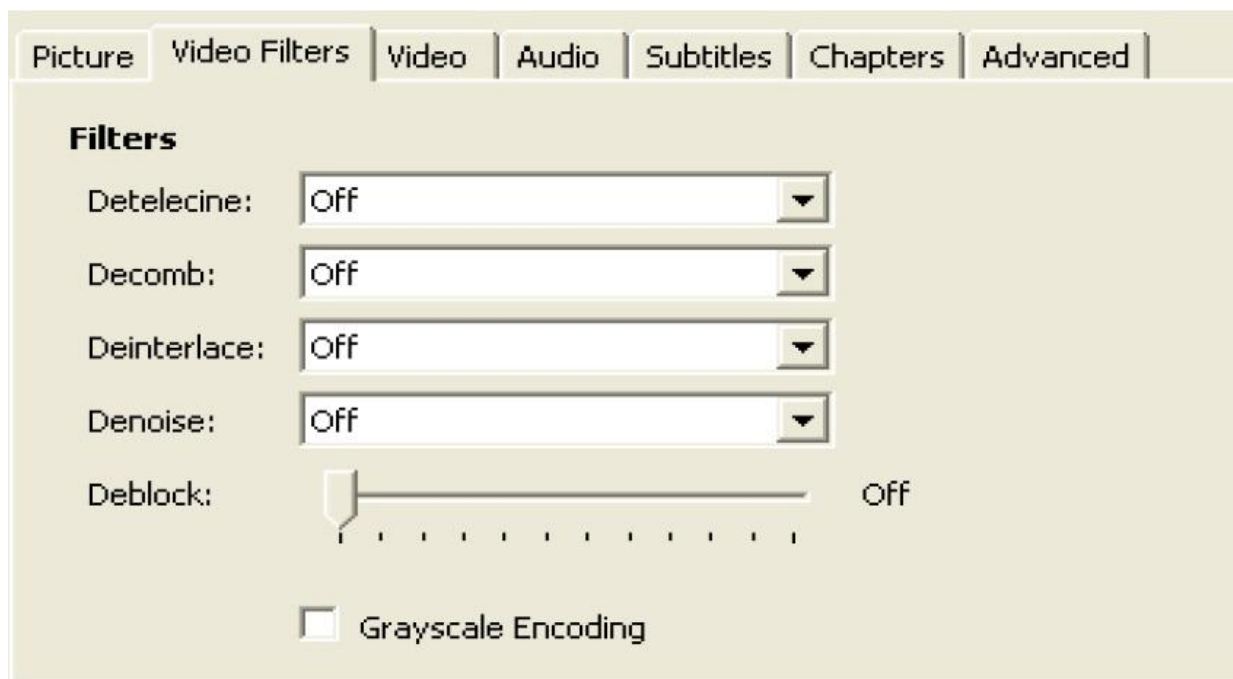 Picture Video Filters Video Audio Subtitles Chapters Advanced
Filters
Detelecine: Off
Decomb: Off
Deinterlace: Off
Denoise: Off
Deblock: Off
Grayscale Encoding